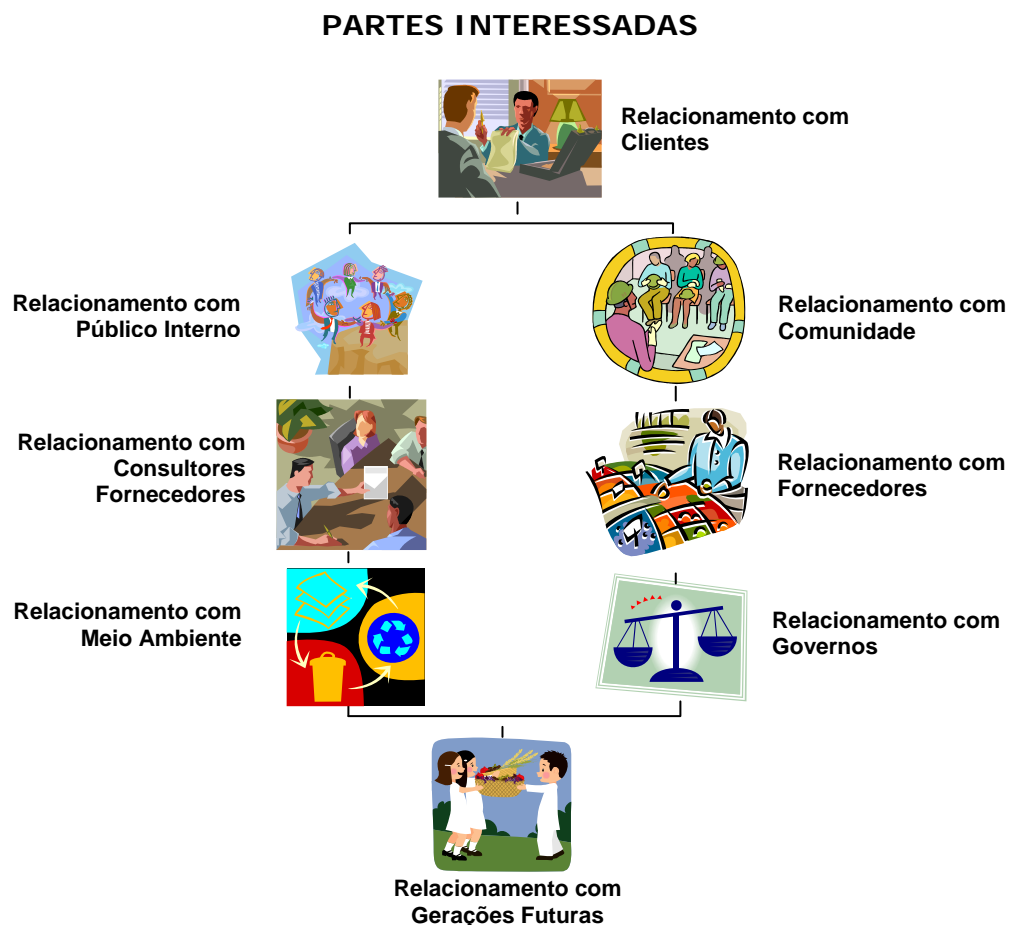 PARTES INTERESSADAS
Relacionamento com
Clientes
Relacionamento com
Público Interno
Relacionamento com
Comunidade
Relacionamento com
Consultores
Fornecedores
Relacionamento com
Fornecedores
Relacionamento com
Meio Ambiente
Relacionamento com
Governos
Relacionamento com
Gerações Futuras